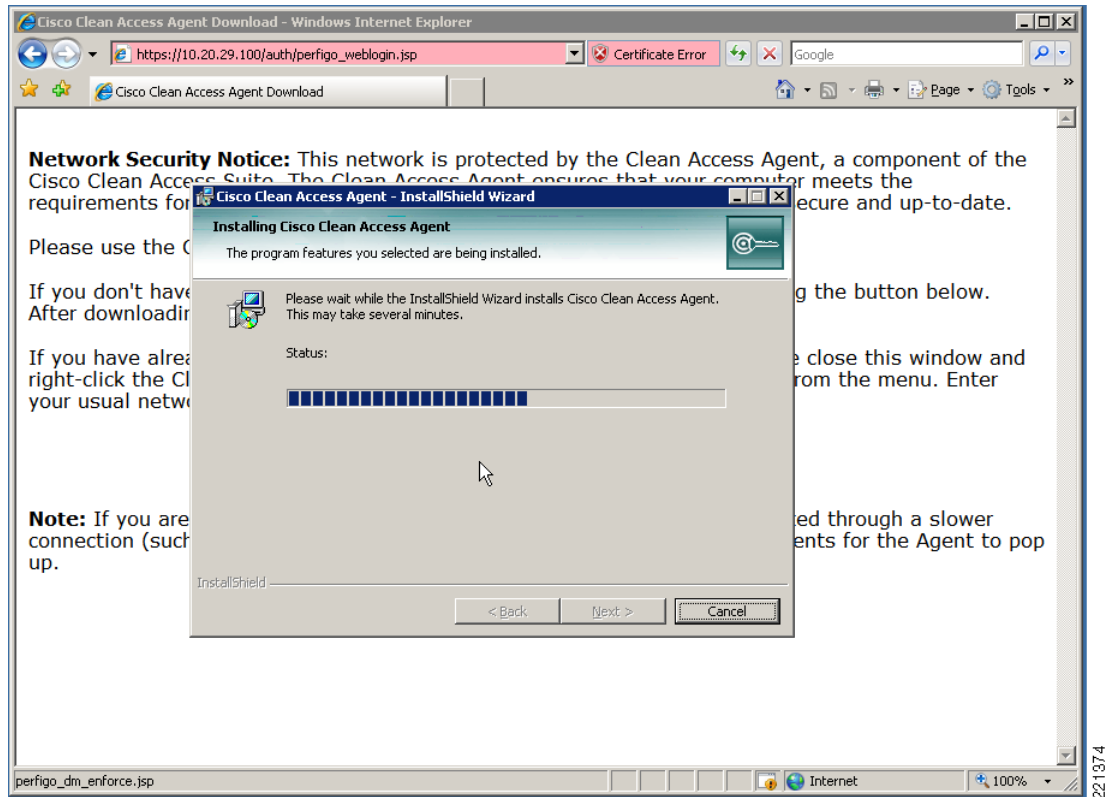 Cisco Clean Access Agent Download - Windows Internet Explorer
https://10.20.29.100/auth/perfigo_weblogin.jsp
Certificate Error
Google
Cisco Clean Access Agent Download
Page
Tools
Network Security Notice: This network is protected by the Clean Access Agent, a component of the
Cisco Clean Access Suite. The Clean Access Agent ensures that your computer meets the
requirements for
ecure and up-to-date.
Please use the
If you don't have
g the button below.
After downloadin
If you have alrea
close this window and
right-click the Cl
rom the menu. Enter
your usual netwo
Note: If you are
ed through a slower
connection (such
ents for the Agent to pop
up.
Cisco Clean Access Agent - InstallShield Wizard
Installing Cisco Clean Access Agent
The program features you selected are being installed.
Please wait while the InstallShield Wizard installs Cisco Clean Access Agent.
This may take several minutes.
Status:
InstallShield
< Back
Next >
Cancel
perfigo_dm_enforce.jsp
Internet
100%
221374